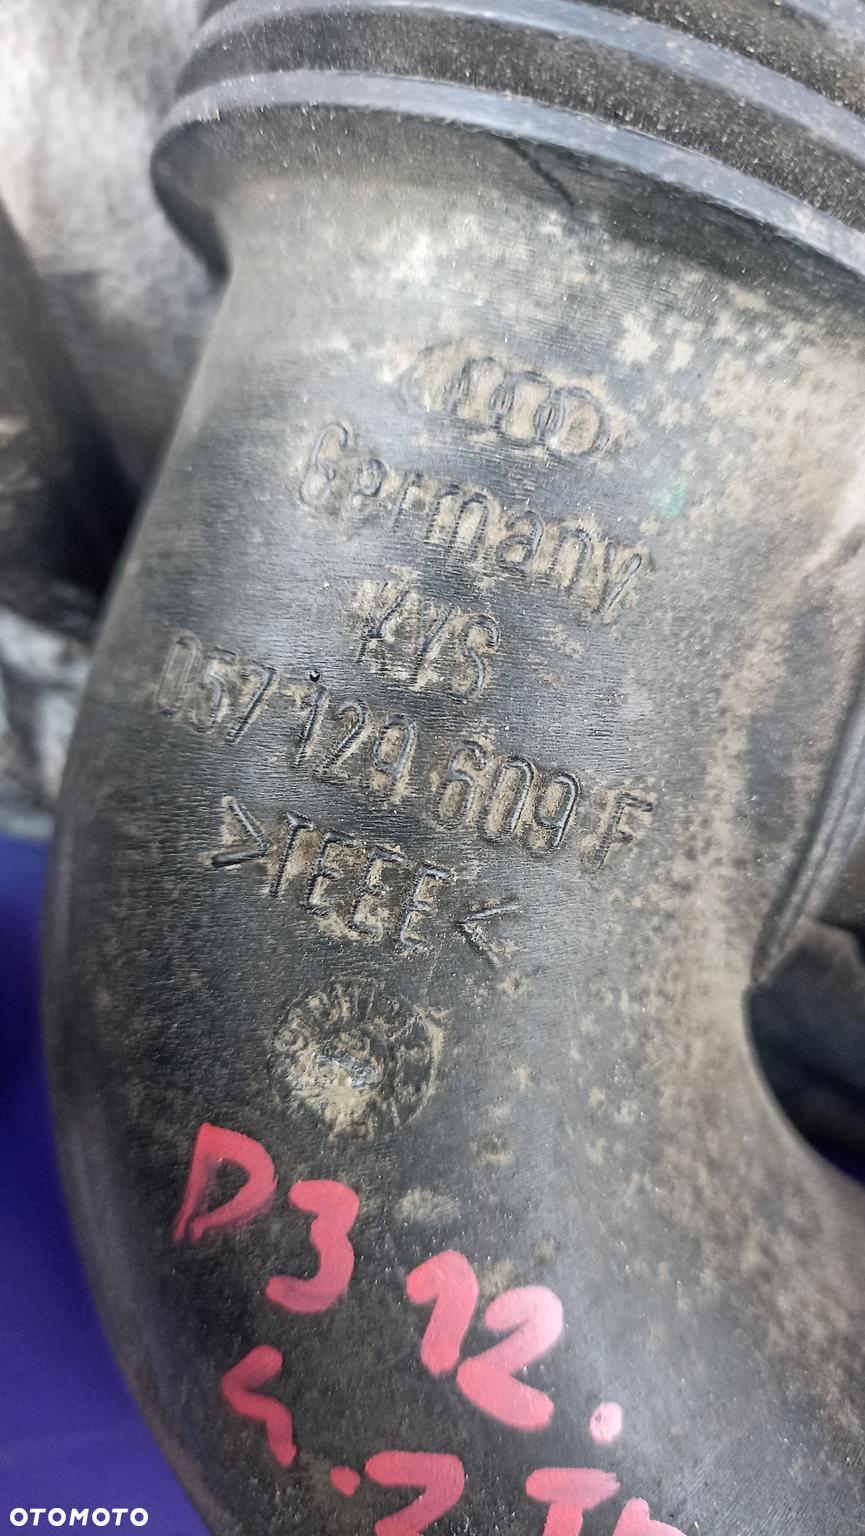 Germany
KVS
057 129 609 F
>TEEE<
D3 12.
OTOMOTO